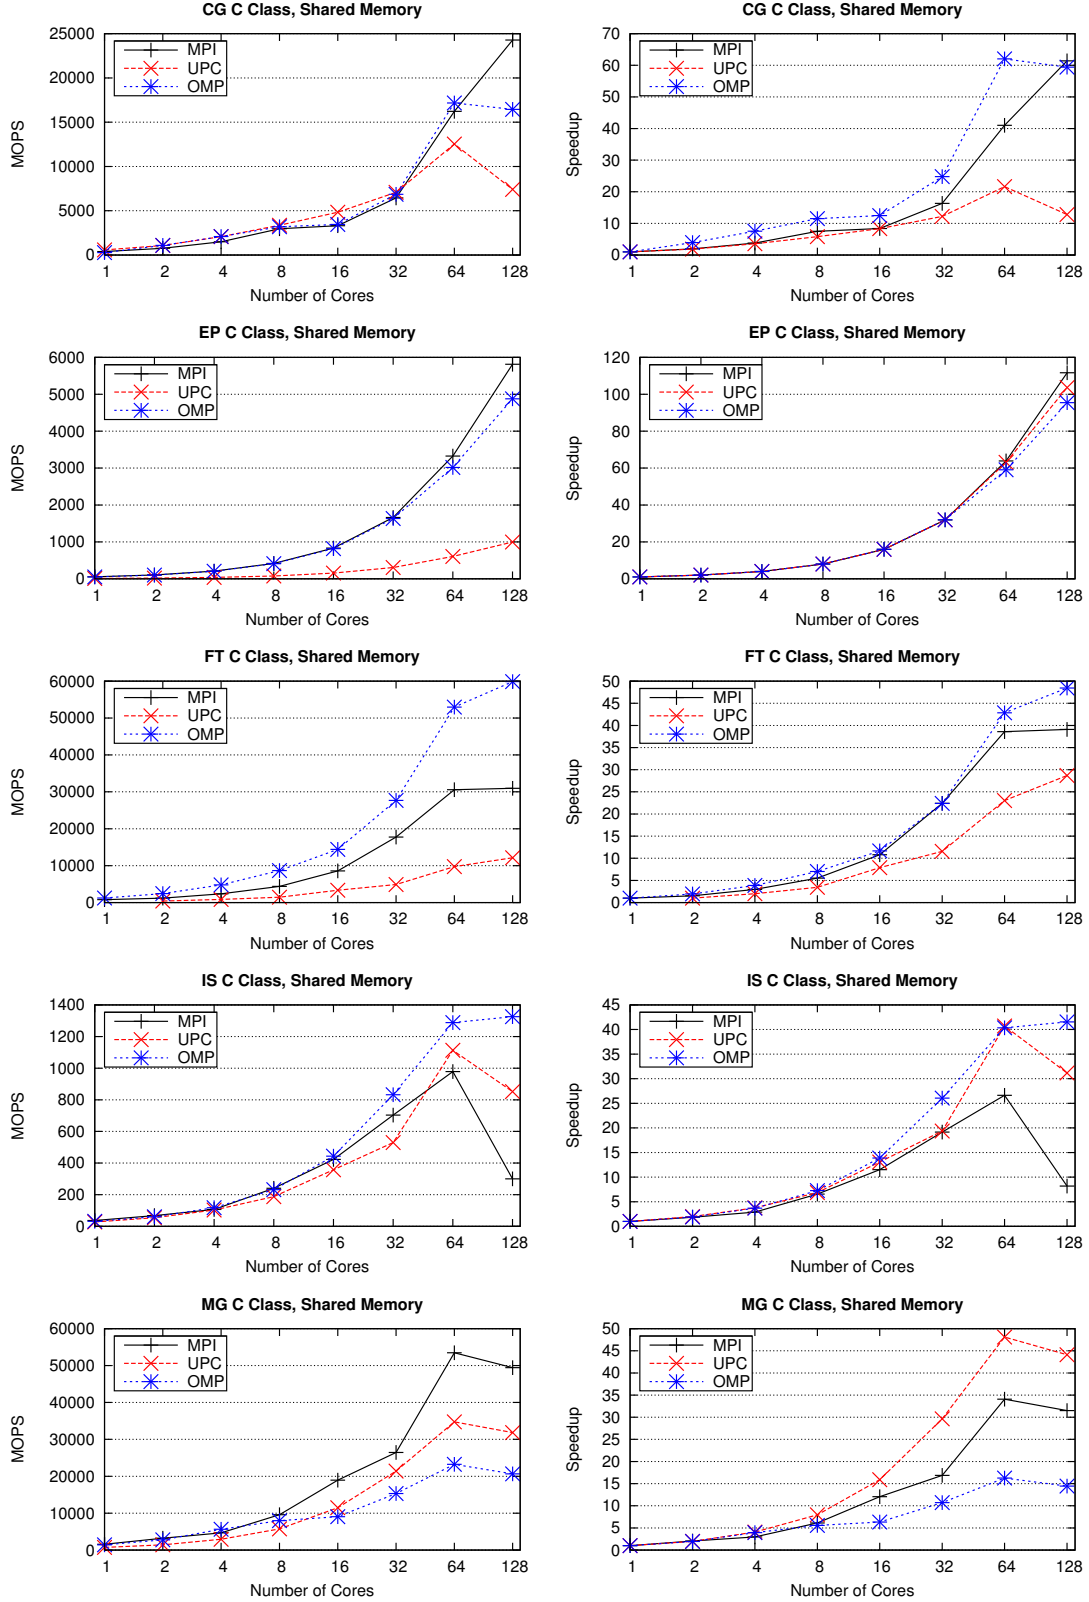 CG C Class, Shared Memory
25000
20000
15000
10000
5000
0
MOPS
MPI
UPC
OMP
1 2 4 8 16 32 64 128
Number of Cores
CG C Class, Shared Memory
70
60
50
40
30
20
10
0
Speedup
MPI
UPC
OMP
1 2 4 8 16 32 64 128
Number of Cores
EP C Class, Shared Memory
6000
5000
4000
3000
2000
1000
0
MOPS
MPI
UPC
OMP
1 2 4 8 16 32 64 128
Number of Cores
EP C Class, Shared Memory
120
100
80
60
40
20
0
Speedup
MPI
UPC
OMP
1 2 4 8 16 32 64 128
Number of Cores
FT C Class, Shared Memory
60000
50000
40000
30000
20000
10000
0
MOPS
MPI
UPC
OMP
1 2 4 8 16 32 64 128
Number of Cores
FT C Class, Shared Memory
50
45
40
35
30
25
20
15
10
5
0
Speedup
MPI
UPC
OMP
1 2 4 8 16 32 64 128
Number of Cores
IS C Class, Shared Memory
1400
1200
1000
800
600
400
200
0
MOPS
MPI
UPC
OMP
1 2 4 8 16 32 64 128
Number of Cores
IS C Class, Shared Memory
45
40
35
30
25
20
15
10
5
0
Speedup
MPI
UPC
OMP
1 2 4 8 16 32 64 128
Number of Cores
MG C Class, Shared Memory
60000
50000
40000
30000
20000
10000
0
MOPS
MPI
UPC
OMP
1 2 4 8 16 32 64 128
Number of Cores
MG C Class, Shared Memory
50
45
40
35
30
25
20
15
10
5
0
Speedup
MPI
UPC
OMP
1 2 4 8 16 32 64 128
Number of Cores